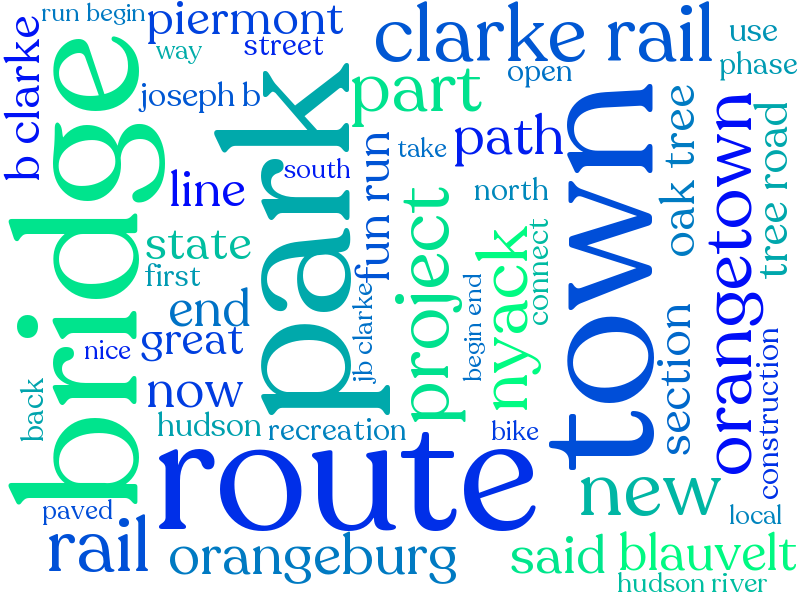 run begin
piermont
clarke rail
use
way
street
phase
open
b clarke
joseph b
part
bridge
park
town
path
take
south
line
fun run
north
oak tree
orangetown
tree road
state
first
project
nyack
connect
jb clarke
begin end
end
nice
great
section
construction
now
back
hudson
recreation
bike
route
new
paved
local
rail
orangeburg
said
blauvelt
hudson river